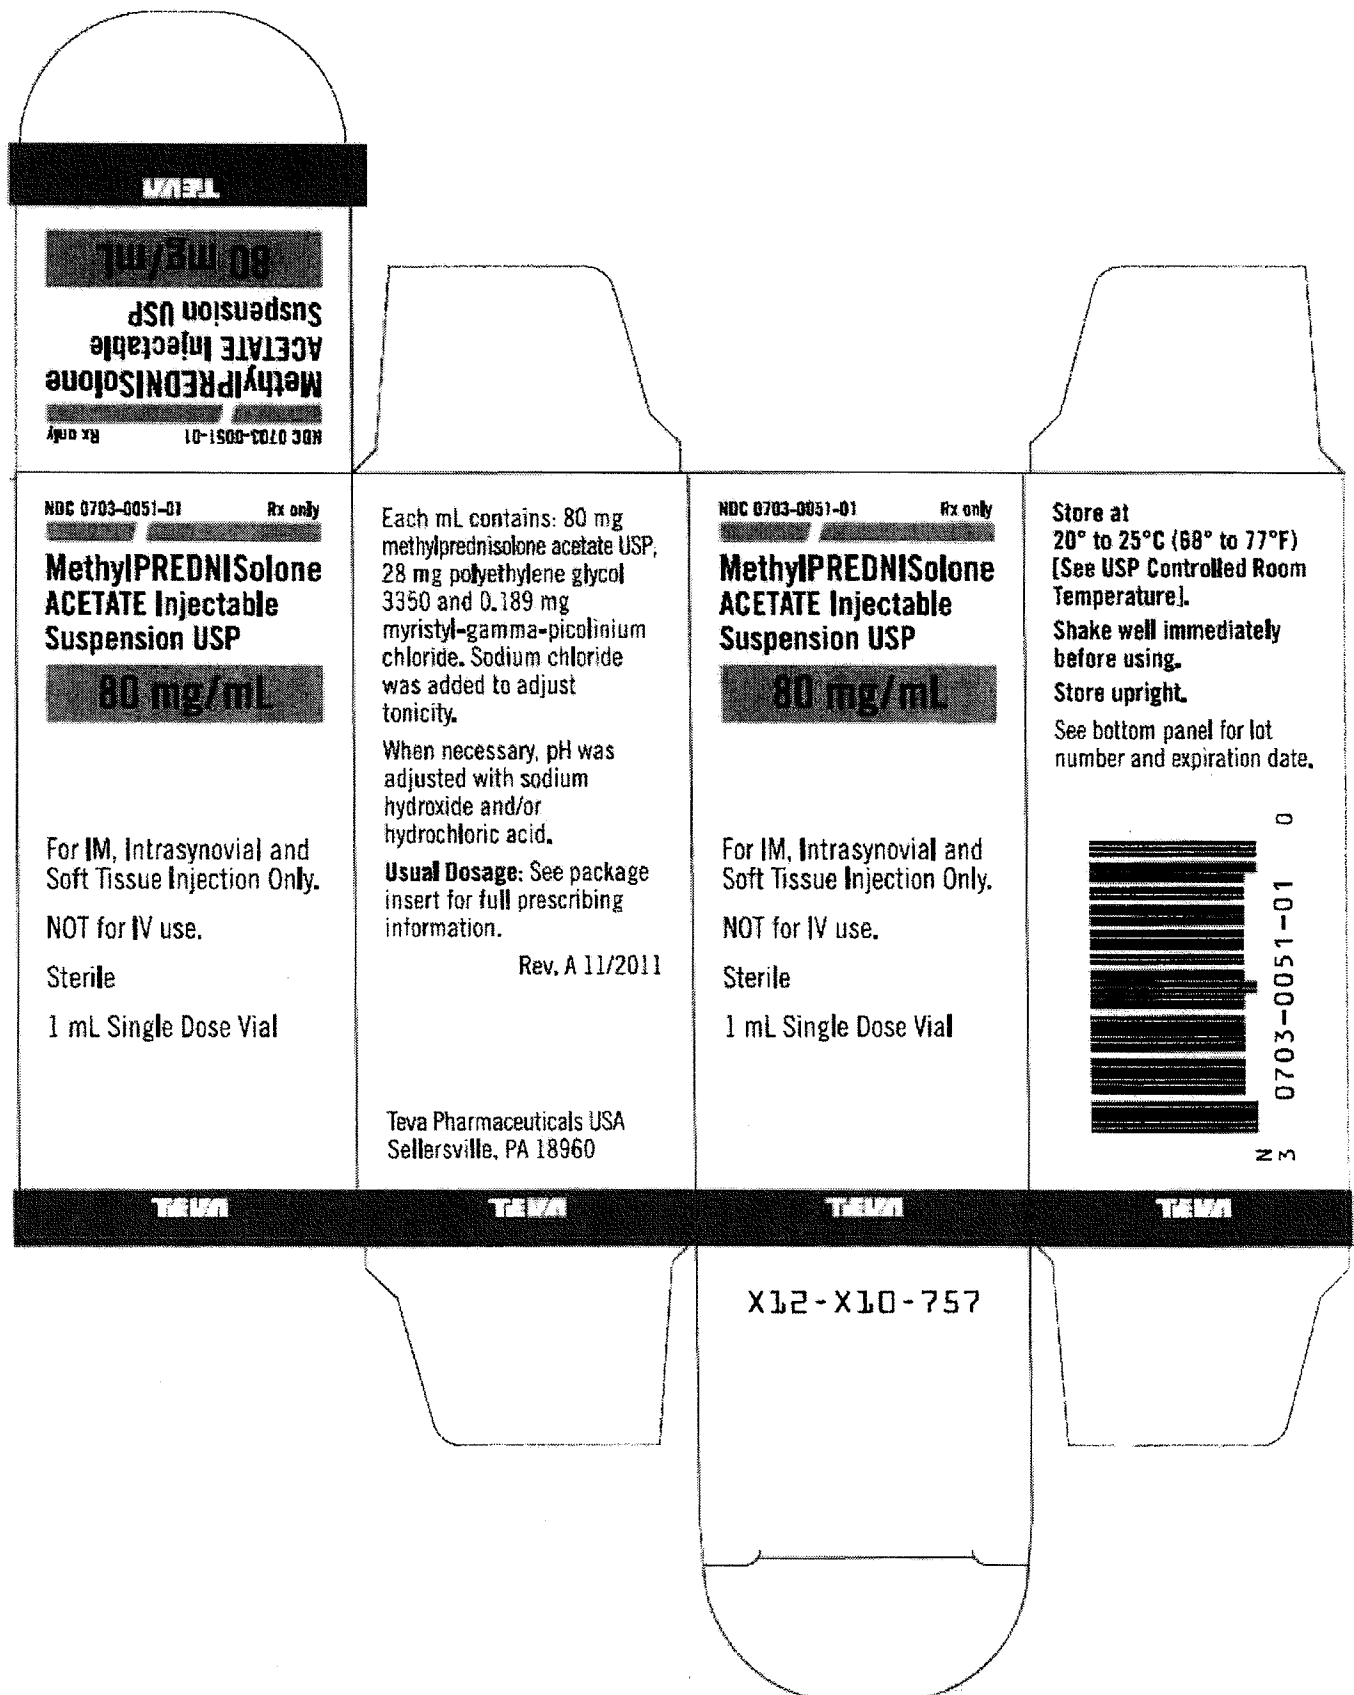 TEVA
80 mg/mL
Suspension USP
ACETATE Injectable
MethylPREDNISolone
NDC 0703-0051-01 Rx only
NDC 0703-0051-01 Rx only
MethylPREDNISolone
ACETATE Injectable
Suspension USP
80 mg/mL
For IM, Intrasynovial and
Soft Tissue Injection Only.
NOT for IV use.
Sterile
1 mL Single Dose Vial
TEVA
Each mL contains: 80 mg
methylprednisolone acetate USP,
28 mg polyethylene glycol
3350 and 0.189 mg
myristyl-gamma-picolinium
chloride. Sodium chloride
was added to adjust
tonicity.
When necessary, pH was
adjusted with sodium
hydroxide and/or
hydrochloric acid.
Usual Dosage: See package
insert for full prescribing
information.
Rev. A 11/2011
Teva Pharmaceuticals USA
Sellersville, PA 18960
TEVA
NDC 0703-0051-01 Rx only
MethylPREDNISolone
ACETATE Injectable
Suspension USP
80 mg/mL
For IM, Intrasynovial and
Soft Tissue Injection Only.
NOT for IV use.
Sterile
1 mL Single Dose Vial
TEVA
Store at
20° to 25°C (68° to 77°F)
[See USP Controlled Room
Temperature].
Shake well immediately
before using.
Store upright.
See bottom panel for lot
number and expiration date.
N
3 0703-0051-01 0
TEVA
X12-X10-757